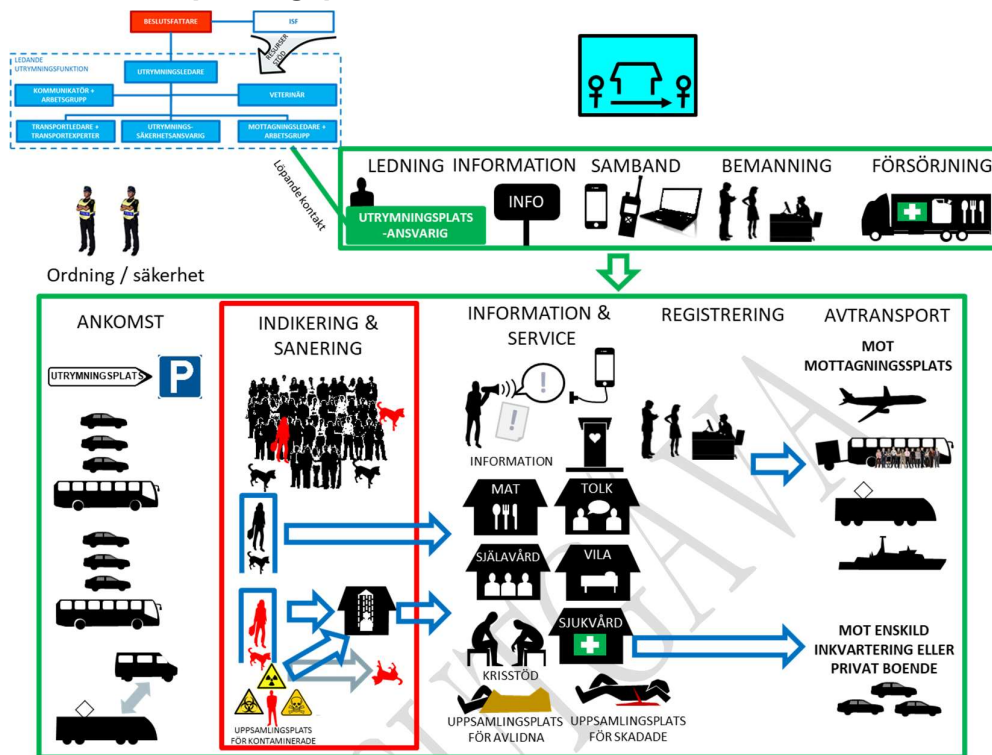 BESLUTSFATTARE
ISF
RESURSER
STÖD
LEDANDE
UTRYMNINGSFUNKTION
UTRYMNINGSLEDARE
KOMMUNIKATÖR +
ARBETSGRUPP
VETERINÄR
TRANSPORTLEDARE +
TRANSPORTEXPERTER
UTRYMNINGS-
SÄKERHETSANSVARIG
MOTTAGNINGSLEDARE +
ARBETSGRUPP
Löpande
kontakt
LEDNING
INFORMATION
SAMBAND
BEMANNING
FÖRSÖRJNING
UTRYMNINGSPLATS
-ANSVARIG
INFO
Ordning / säkerhet
ANKOMST
INDIKERING &
SANERING
INFORMATION &
SERVICE
REGISTRERING
AVTRANSPORT
UTRYMNINGSPLATS
P
MOT
MOTTAGNINGSSPLATS
INFORMATION
MAT
TOLK
SJÄLAVÅRD
VILA
SJUKVÅRD
KRISSTÖD
MOT ENSKILD
INKVARTERING ELLER
PRIVAT BOENDE
UPPSAMLINGSPLATS
FÖR KONTAMINERADE
UPPSAMLINGSPLATS
FÖR AVLIDNA
UPPSAMLINGSPLATS
FÖR SKADADE